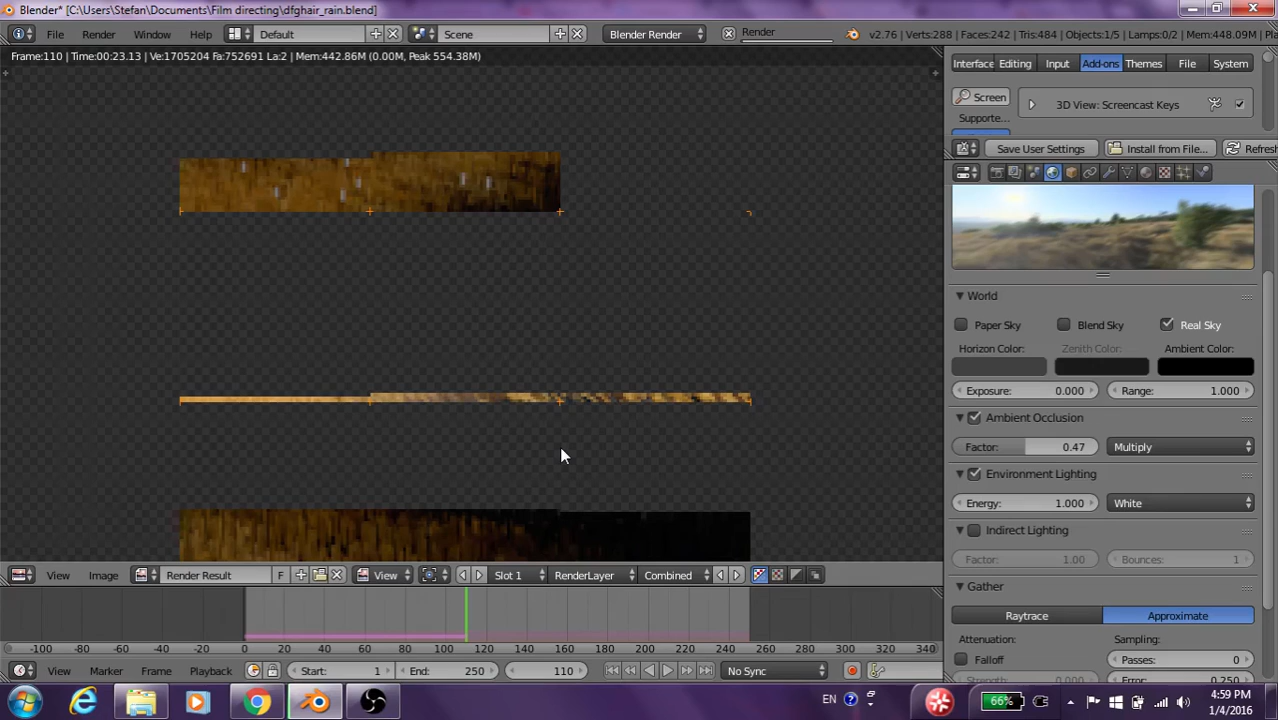 Blender* [C:\Users\Stefan\Documents\Film directing\dfghair_rain.blend]
File Render Window Help Default Scene Blender Render Render v2.76 | Verts:288 | Faces:242 | Tris:484 | Objects:1/5 | Lamps:0/2 | Mem:448.09M
Frame:110 | Time:00:23.13 | Ve:1705204 Fa:752691 La:2 | Mem:442.86M (0.00M, Peak 554.38M)
Interface Editing Input Add-ons Themes File System
Screen 3D View: Screencast Keys
Supporte...
Save User Settings Install from File... Refresh
World
Paper Sky Blend Sky Real Sky
Horizon Color: Zenith Color: Ambient Color:
Exposure: 0.000 Range: 1.000
Ambient Occlusion
Factor: 0.47 Multiply
Environment Lighting
Energy: 1.000 White
Indirect Lighting
Factor: 1.00 Bounces: 1
Gather
Raytrace Approximate
Attenuation: Sampling:
Falloff Passes: 0
Strength: 0.000 Error: 0.250
View Image Render Result F View Slot 1 RenderLayer Combined
-100 -80 -60 -40 -20 0 20 40 60 80 100 120 140 160 180 200 220 240 260 280 300 320 340
View Marker Frame Playback Start: 1 End: 250 110 No Sync
EN 66% 4:59 PM
1/4/2016